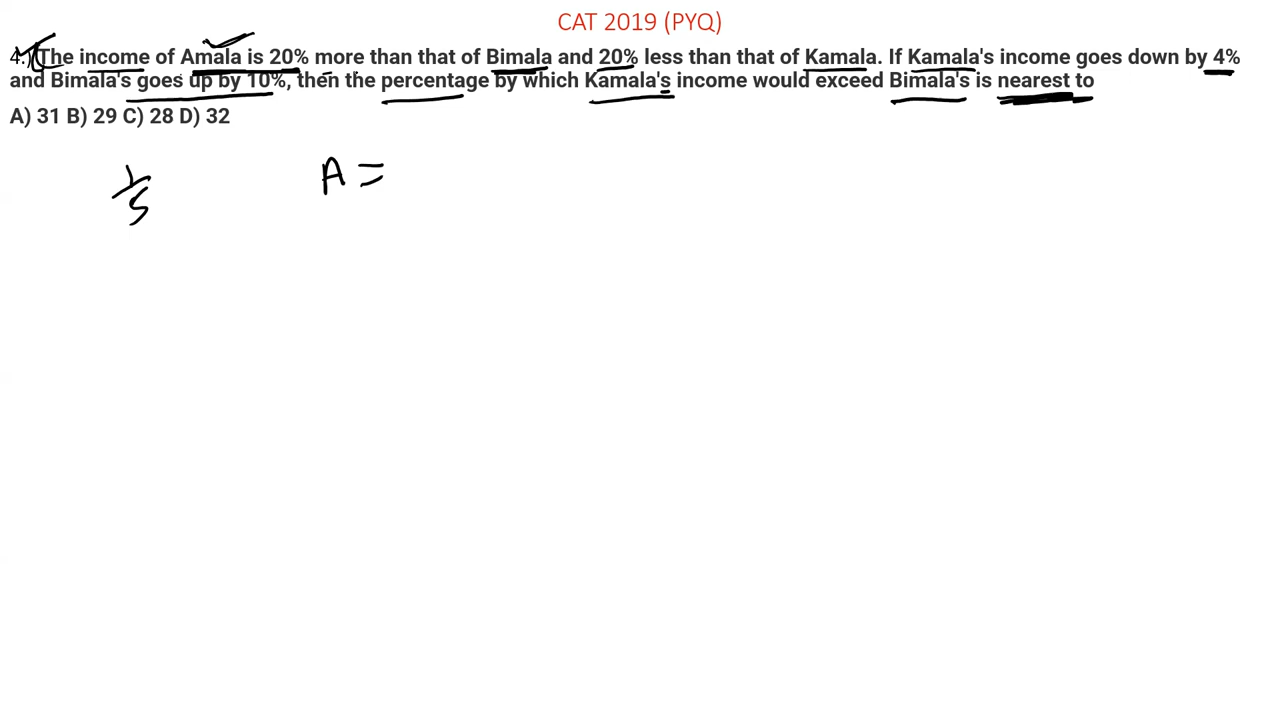 CAT 2019 (PYQ)
4.) The income of Amala is 20% more than that of Bimala and 20% less than that of Kamala. If Kamala's income goes down by 4%
and Bimala's goes up by 10%, then the percentage by which Kamala's income would exceed Bimala's is nearest to
A) 31 B) 29 C) 28 D) 32
1/5 A =